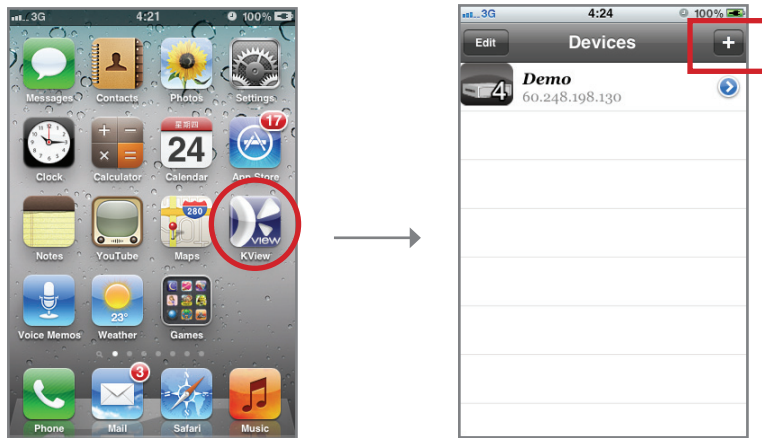 3G 4:21 100%
Messages Contacts Photos Settings
星期四
24
17
Clock Calculator Calendar App Store
280
VIEW
Notes YouTube Maps KView
23°
Voice Memos Weather Games
3
Phone Mail Safari Music
3G 4:24 100%
Edit Devices +
Demo
4
60.248.198.130